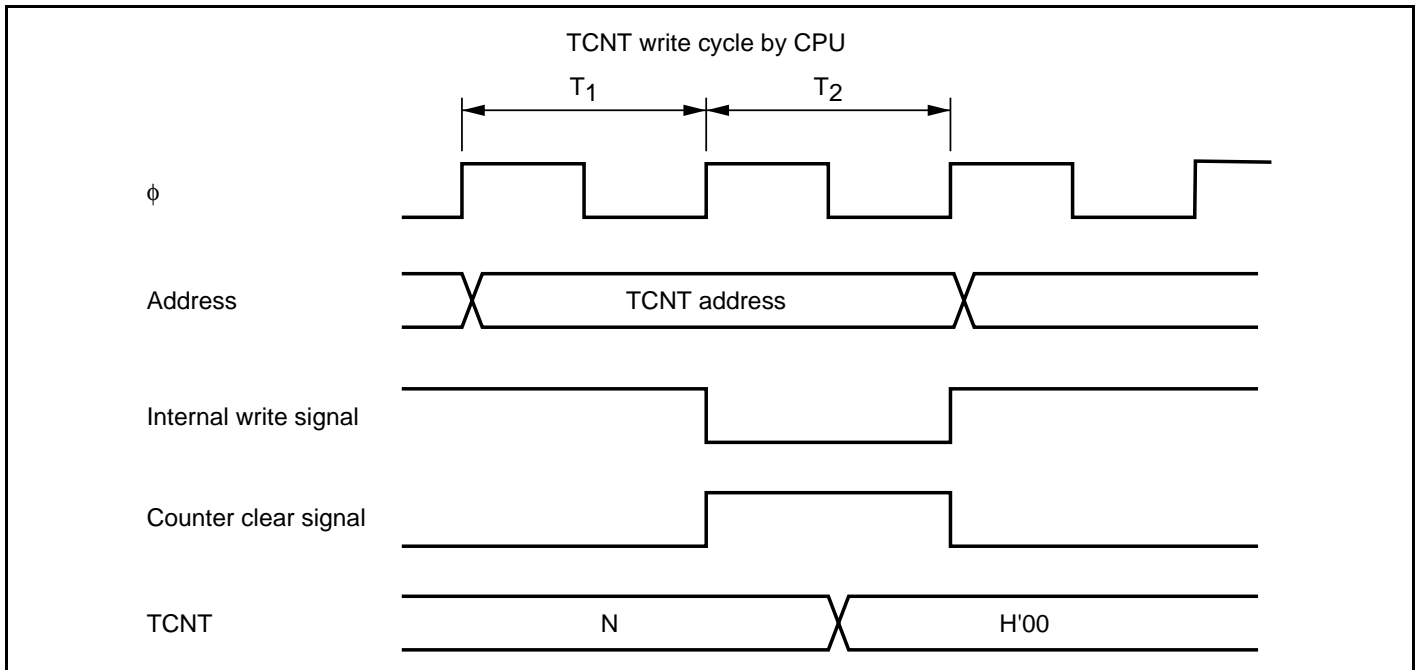 TCNT write cycle by CPU
T1 T2
ϕ
Address TCNT address
Internal write signal
Counter clear signal
TCNT N H'00